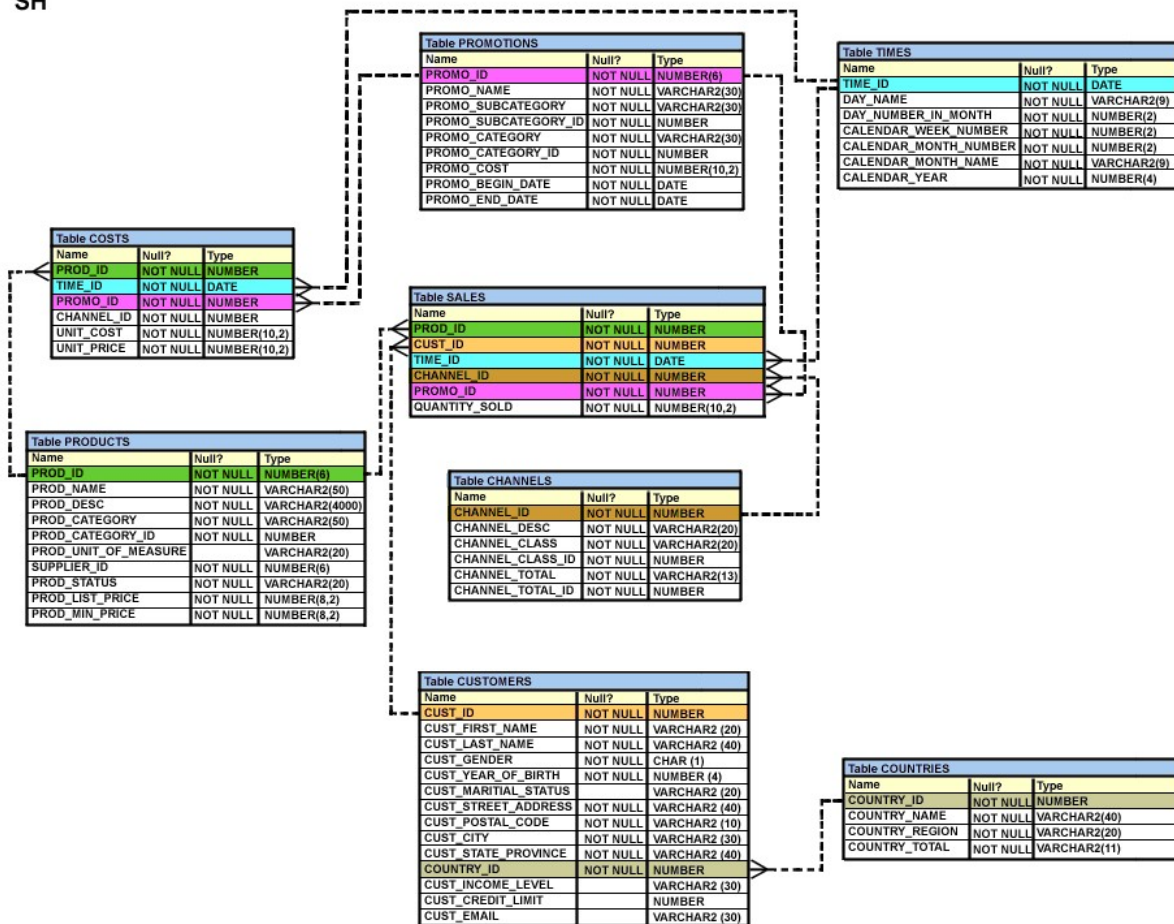 SH
Table PROMOTIONS
Name Null? Type
PROMO_ID NOT NULL NUMBER(6)
PROMO_NAME NOT NULL VARCHAR2(30)
PROMO_SUBCATEGORY NOT NULL VARCHAR2(30)
PROMO_SUBCATEGORY_ID NOT NULL NUMBER
PROMO_CATEGORY NOT NULL VARCHAR2(30)
PROMO_CATEGORY_ID NOT NULL NUMBER
PROMO_COST NOT NULL NUMBER(10,2)
PROMO_BEGIN_DATE NOT NULL DATE
PROMO_END_DATE NOT NULL DATE
Table TIMES
Name Null? Type
TIME_ID NOT NULL DATE
DAY_NAME NOT NULL VARCHAR2(9)
DAY_NUMBER_IN_MONTH NOT NULL NUMBER(2)
CALENDAR_WEEK_NUMBER NOT NULL NUMBER(2)
CALENDAR_MONTH_NUMBER NOT NULL NUMBER(2)
CALENDAR_MONTH_NAME NOT NULL VARCHAR2(9)
CALENDAR_YEAR NOT NULL NUMBER(4)
Table COSTS
Name Null? Type
PROD_ID NOT NULL NUMBER
TIME_ID NOT NULL DATE
PROMO_ID NOT NULL NUMBER
CHANNEL_ID NOT NULL NUMBER
UNIT_COST NOT NULL NUMBER(10,2)
UNIT_PRICE NOT NULL NUMBER(10,2)
Table SALES
Name Null? Type
PROD_ID NOT NULL NUMBER
CUST_ID NOT NULL NUMBER
TIME_ID NOT NULL DATE
CHANNEL_ID NOT NULL NUMBER
PROMO_ID NOT NULL NUMBER
QUANTITY_SOLD NOT NULL NUMBER(10,2)
Table PRODUCTS
Name Null? Type
PROD_ID NOT NULL NUMBER(6)
PROD_NAME NOT NULL VARCHAR2(50)
PROD_DESC NOT NULL VARCHAR2(4000)
PROD_CATEGORY NOT NULL VARCHAR2(50)
PROD_CATEGORY_ID NOT NULL NUMBER
PROD_UNIT_OF_MEASURE VARCHAR2(20)
SUPPLIER_ID NOT NULL NUMBER(6)
PROD_STATUS NOT NULL VARCHAR2(20)
PROD_LIST_PRICE NOT NULL NUMBER(8,2)
PROD_MIN_PRICE NOT NULL NUMBER(8,2)
Table CHANNELS
Name Null? Type
CHANNEL_ID NOT NULL NUMBER
CHANNEL_DESC NOT NULL VARCHAR2(20)
CHANNEL_CLASS NOT NULL VARCHAR2(20)
CHANNEL_CLASS_ID NOT NULL NUMBER
CHANNEL_TOTAL NOT NULL VARCHAR2(13)
CHANNEL_TOTAL_ID NOT NULL NUMBER
Table CUSTOMERS
Name Null? Type
CUST_ID NOT NULL NUMBER
CUST_FIRST_NAME NOT NULL VARCHAR2 (20)
CUST_LAST_NAME NOT NULL VARCHAR2 (40)
CUST_GENDER NOT NULL CHAR (1)
CUST_YEAR_OF_BIRTH NOT NULL NUMBER (4)
CUST_MARITIAL_STATUS VARCHAR2 (20)
CUST_STREET_ADDRESS NOT NULL VARCHAR2 (40)
CUST_POSTAL_CODE NOT NULL VARCHAR2 (10)
CUST_CITY NOT NULL VARCHAR2 (30)
CUST_STATE_PROVINCE NOT NULL VARCHAR2 (40)
COUNTRY_ID NOT NULL NUMBER
CUST_INCOME_LEVEL VARCHAR2 (30)
CUST_CREDIT_LIMIT NUMBER
CUST_EMAIL VARCHAR2 (30)
Table COUNTRIES
Name Null? Type
COUNTRY_ID NOT NULL NUMBER
COUNTRY_NAME NOT NULL VARCHAR2(40)
COUNTRY_REGION NOT NULL VARCHAR2(20)
COUNTRY_TOTAL NOT NULL VARCHAR2(11)